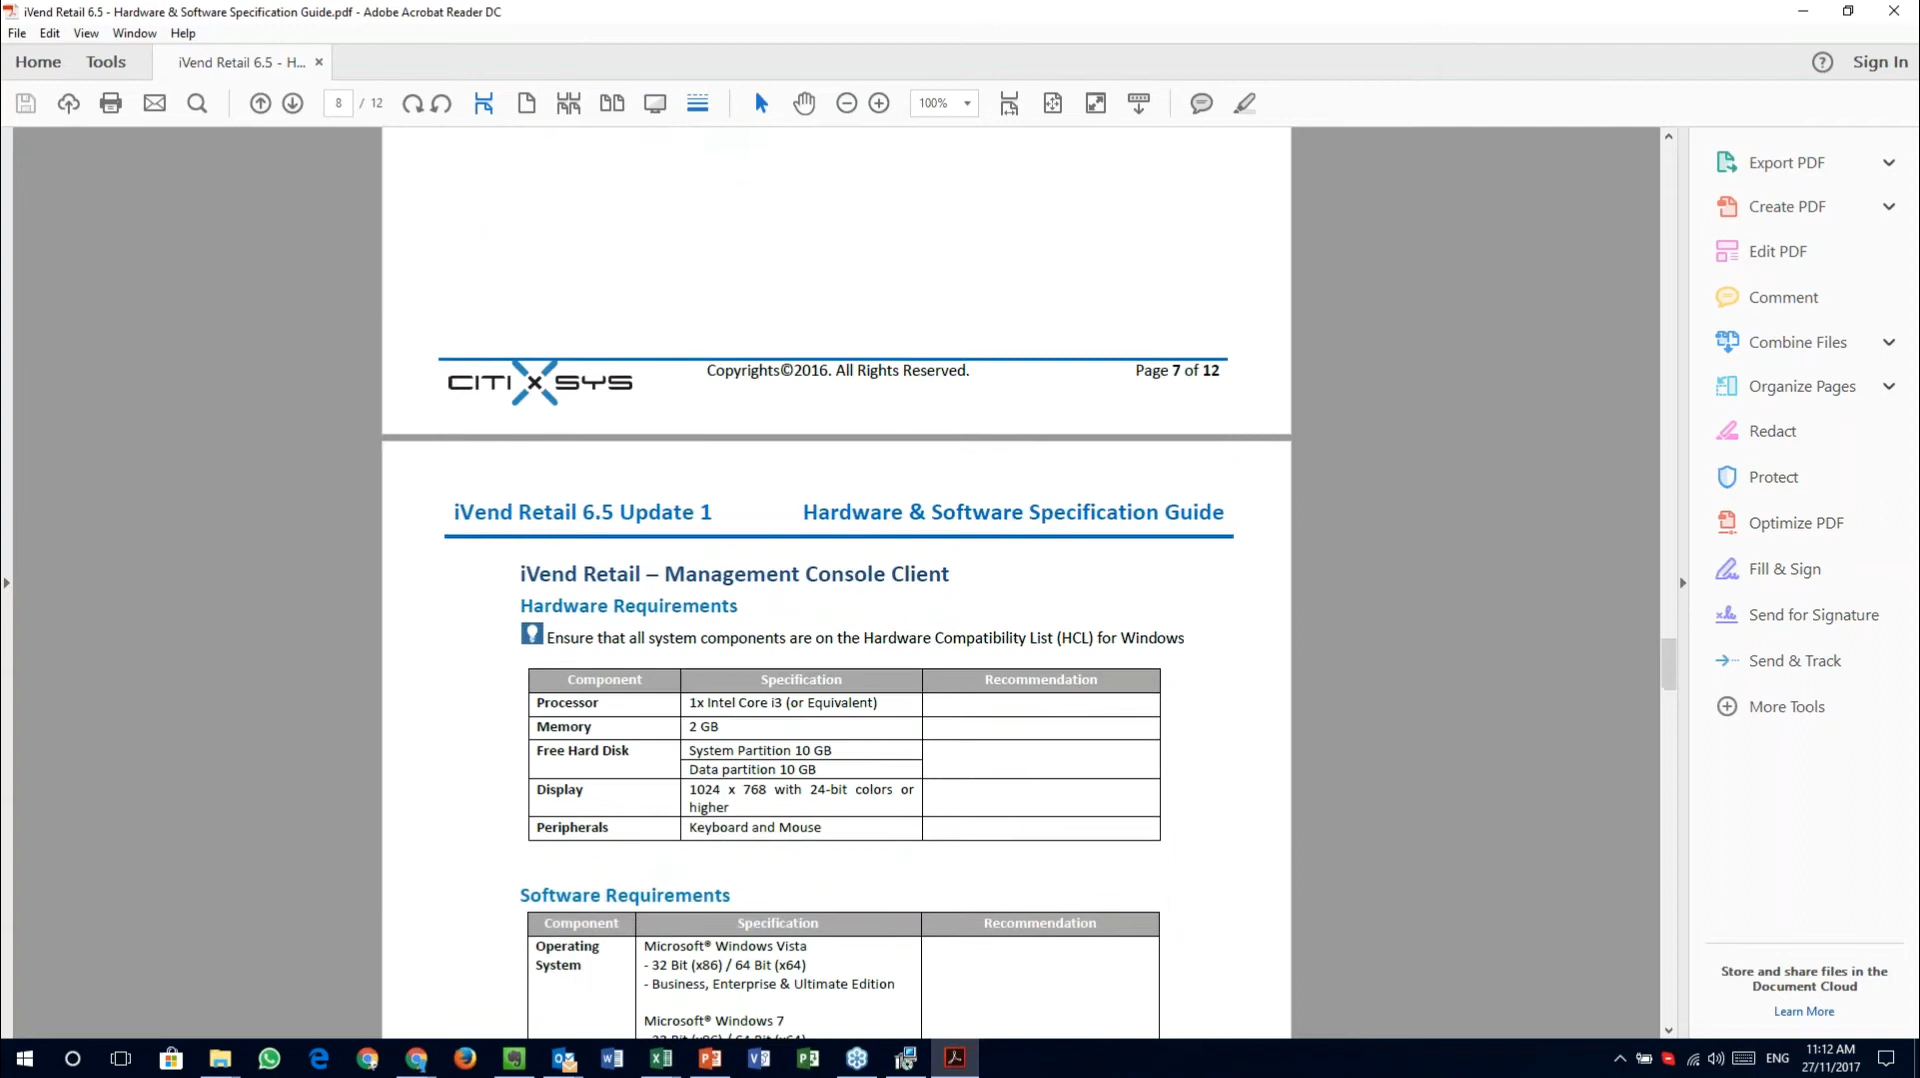 iVend Retail 6.5 - Hardware & Software Specification Guide.pdf - Adobe Acrobat Reader DC
File Edit View Window Help
Home Tools iVend Retail 6.5 - H... × Sign In
8 / 12 100%
CITIXSYS Copyrights©2016. All Rights Reserved. Page 7 of 12
iVend Retail 6.5 Update 1 Hardware & Software Specification Guide
iVend Retail – Management Console Client
Hardware Requirements
Ensure that all system components are on the Hardware Compatibility List (HCL) for Windows
Component Specification Recommendation
Processor 1x Intel Core i3 (or Equivalent)
Memory 2 GB
Free Hard Disk System Partition 10 GB
Data partition 10 GB
Display 1024 x 768 with 24-bit colors or
higher
Peripherals Keyboard and Mouse
Software Requirements
Component Specification Recommendation
Operating Microsoft® Windows Vista
System - 32 Bit (x86) / 64 Bit (x64)
- Business, Enterprise & Ultimate Edition
Microsoft® Windows 7
Export PDF
Create PDF
Edit PDF
Comment
Combine Files
Organize Pages
Redact
Protect
Optimize PDF
Fill & Sign
Send for Signature
Send & Track
More Tools
Store and share files in the
Document Cloud
Learn More
ENG
11:12 AM
27/11/2017